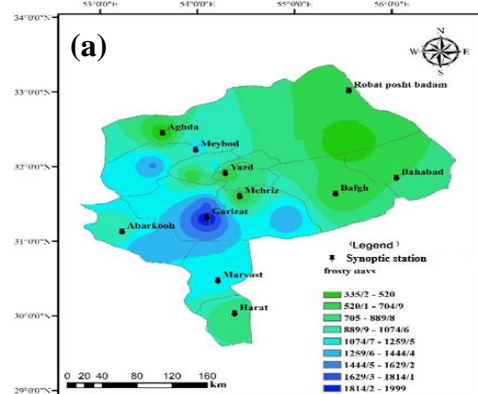 53°0'0"E 54°0'0"E 55°0'0"E 56°0'0"E
(a)
34°0'0"N
33°0'0"N
32°0'0"N
31°0'0"N
30°0'0"N
29°0'0"N
N
W E
S
Robat posht badam
Aghda
Meybod
Yazd
Mehriz
Bafgh
Bahabad
Garizat
Abarkooh
Marvast
Harat
(Legend)
Synoptic station
frosty days
335/2 - 520
520/1 - 704/9
705 - 889/8
889/9 - 1074/6
1074/7 - 1259/5
1259/6 - 1444/4
1444/5 - 1629/2
1629/3 - 1814/1
1814/2 - 1999
0 20 40 80 120 160
km